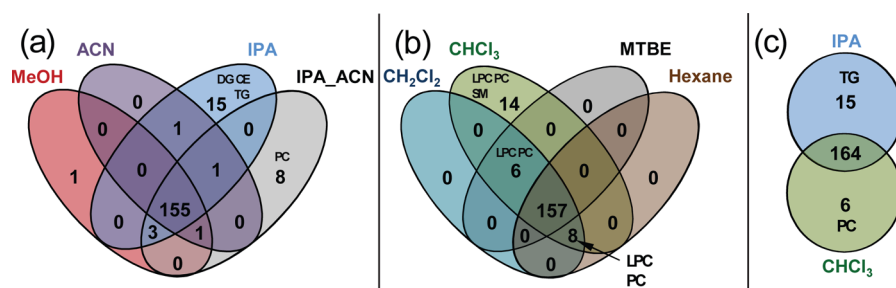 (a)
ACN
IPA
MeOH
IPA_ACN
DG CE
TG
0
15
0
1
0
1
0
1
PC
8
155
0
3
1
0
0
(b)
CHCl3
MTBE
CH2Cl2
Hexane
LPC PC
SM
14
0
0
0
0
LPC PC
6
0
0
0
157
0
0
8
0
0
LPC
PC
(c)
IPA
TG
15
164
6
PC
CHCl3